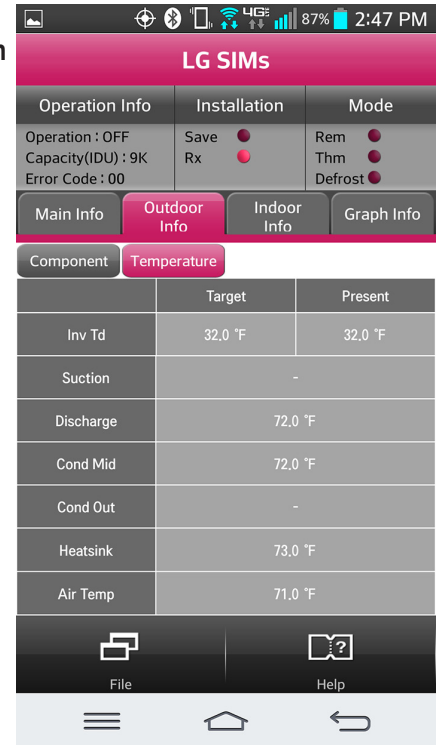 n
4G
87% 2:47 PM
LG SIMs
Operation Info Installation Mode
Operation : OFF Save Rem
Capacity(IDU) : 9K Rx Thm
Error Code : 00 Defrost
Main Info Outdoor Info Indoor Info Graph Info
Component Temperature
Target Present
Inv Td 32.0 °F 32.0 °F
Suction -
Discharge 72.0 °F
Cond Mid 72.0 °F
Cond Out -
Heatsink 73.0 °F
Air Temp 71.0 °F
?
File Help